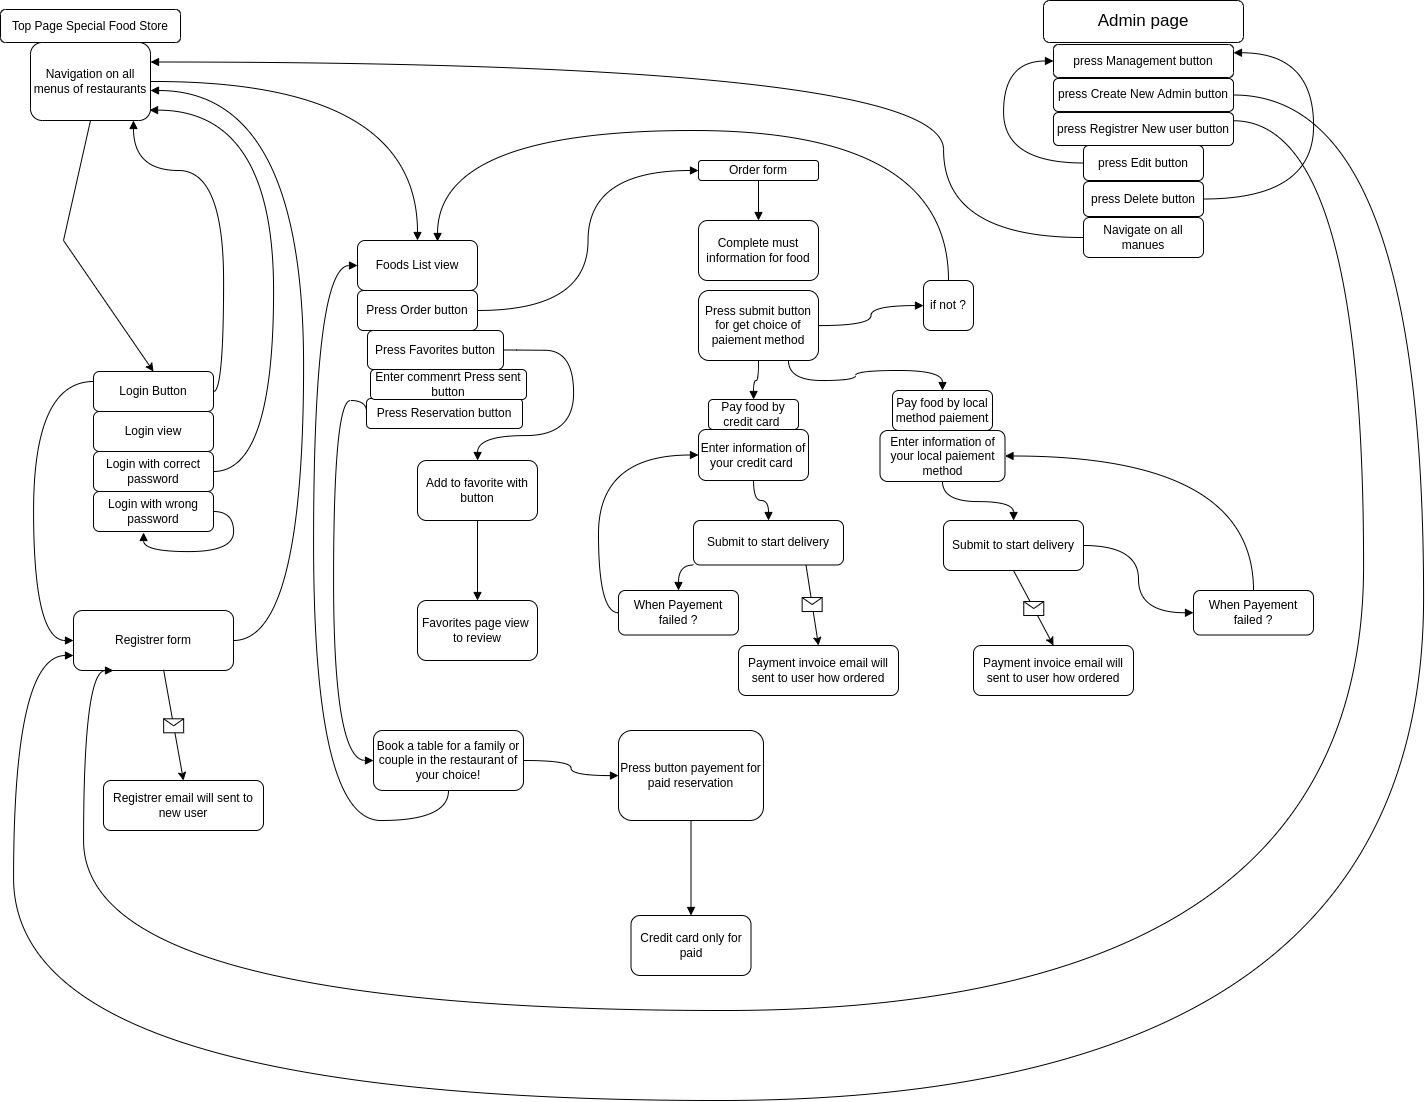 Top Page Special Food Store
Navigation on all
menus of restaurants
Admin page
press Management button
press Create New Admin button
press Registrer New user button
press Edit button
press Delete button
Navigate on all
manues
Order form
Complete must
information for food
Press submit button
for get choice of
paiement method
if not ?
Foods List view
Press Order button
Press Favorites button
Enter commenrt Press sent
button
Press Reservation button
Login Button
Login view
Login with correct
password
Login with wrong
password
Pay food by
credit card
Enter information of
your credit card
Pay food by local
method paiement
Enter information of
your local paiement
method
Add to favorite with
button
Submit to start delivery
Submit to start delivery
When Payement
failed ?
When Payement
failed ?
Favorites page view
to review
Registrer form
Payment invoice email will
sent to user how ordered
Payment invoice email will
sent to user how ordered
Book a table for a family or
couple in the restaurant of
your choice!
Press button payement for
paid reservation
Registrer email will sent to
new user
Credit card only for
paid